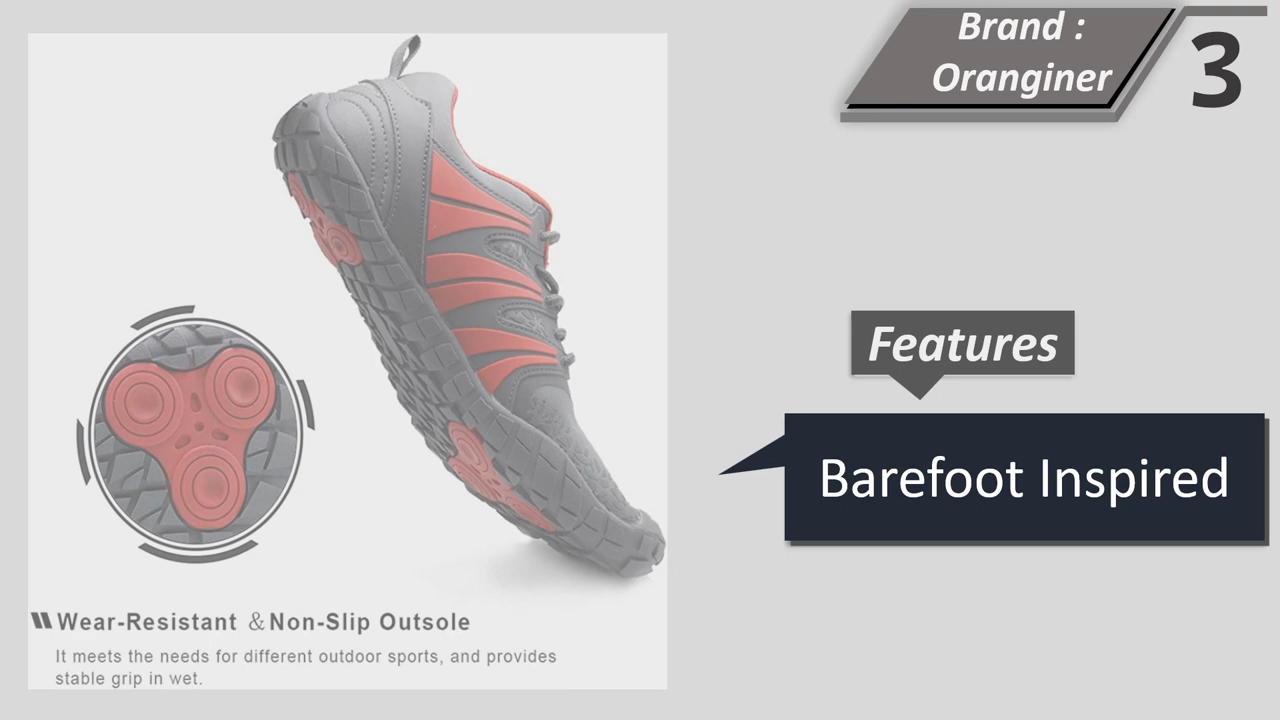 Brand :
Oranginer
3
Features
Barefoot Inspired
Wear-Resistant & Non-Slip Outsole
It meets the needs for different outdoor sports, and provides
stable grip in wet.